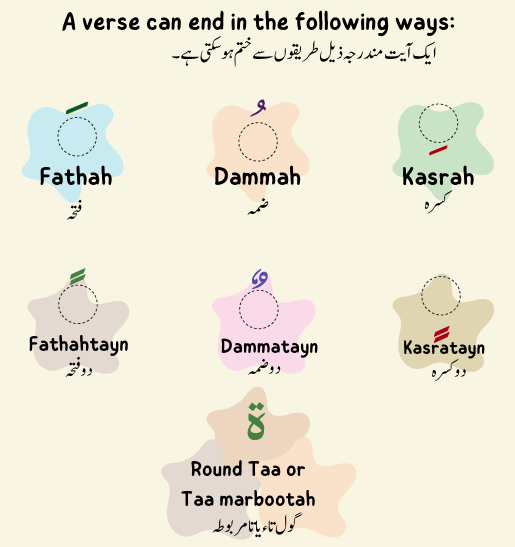 A verse can end in the following ways:
ایک آیت مندرجہ ذیل طریقوں سے ختم ہو سکتی ہے۔
Fathah
فتحہ
Dammah
ضمہ
Kasrah
کسرہ
Fathahtayn
دو فتحہ
Dammatayn
دو ضمہ
Kasratayn
دو کسرہ
ة
Round Taa or
Taa marbootah
گول تاء یا تا مربوطہ